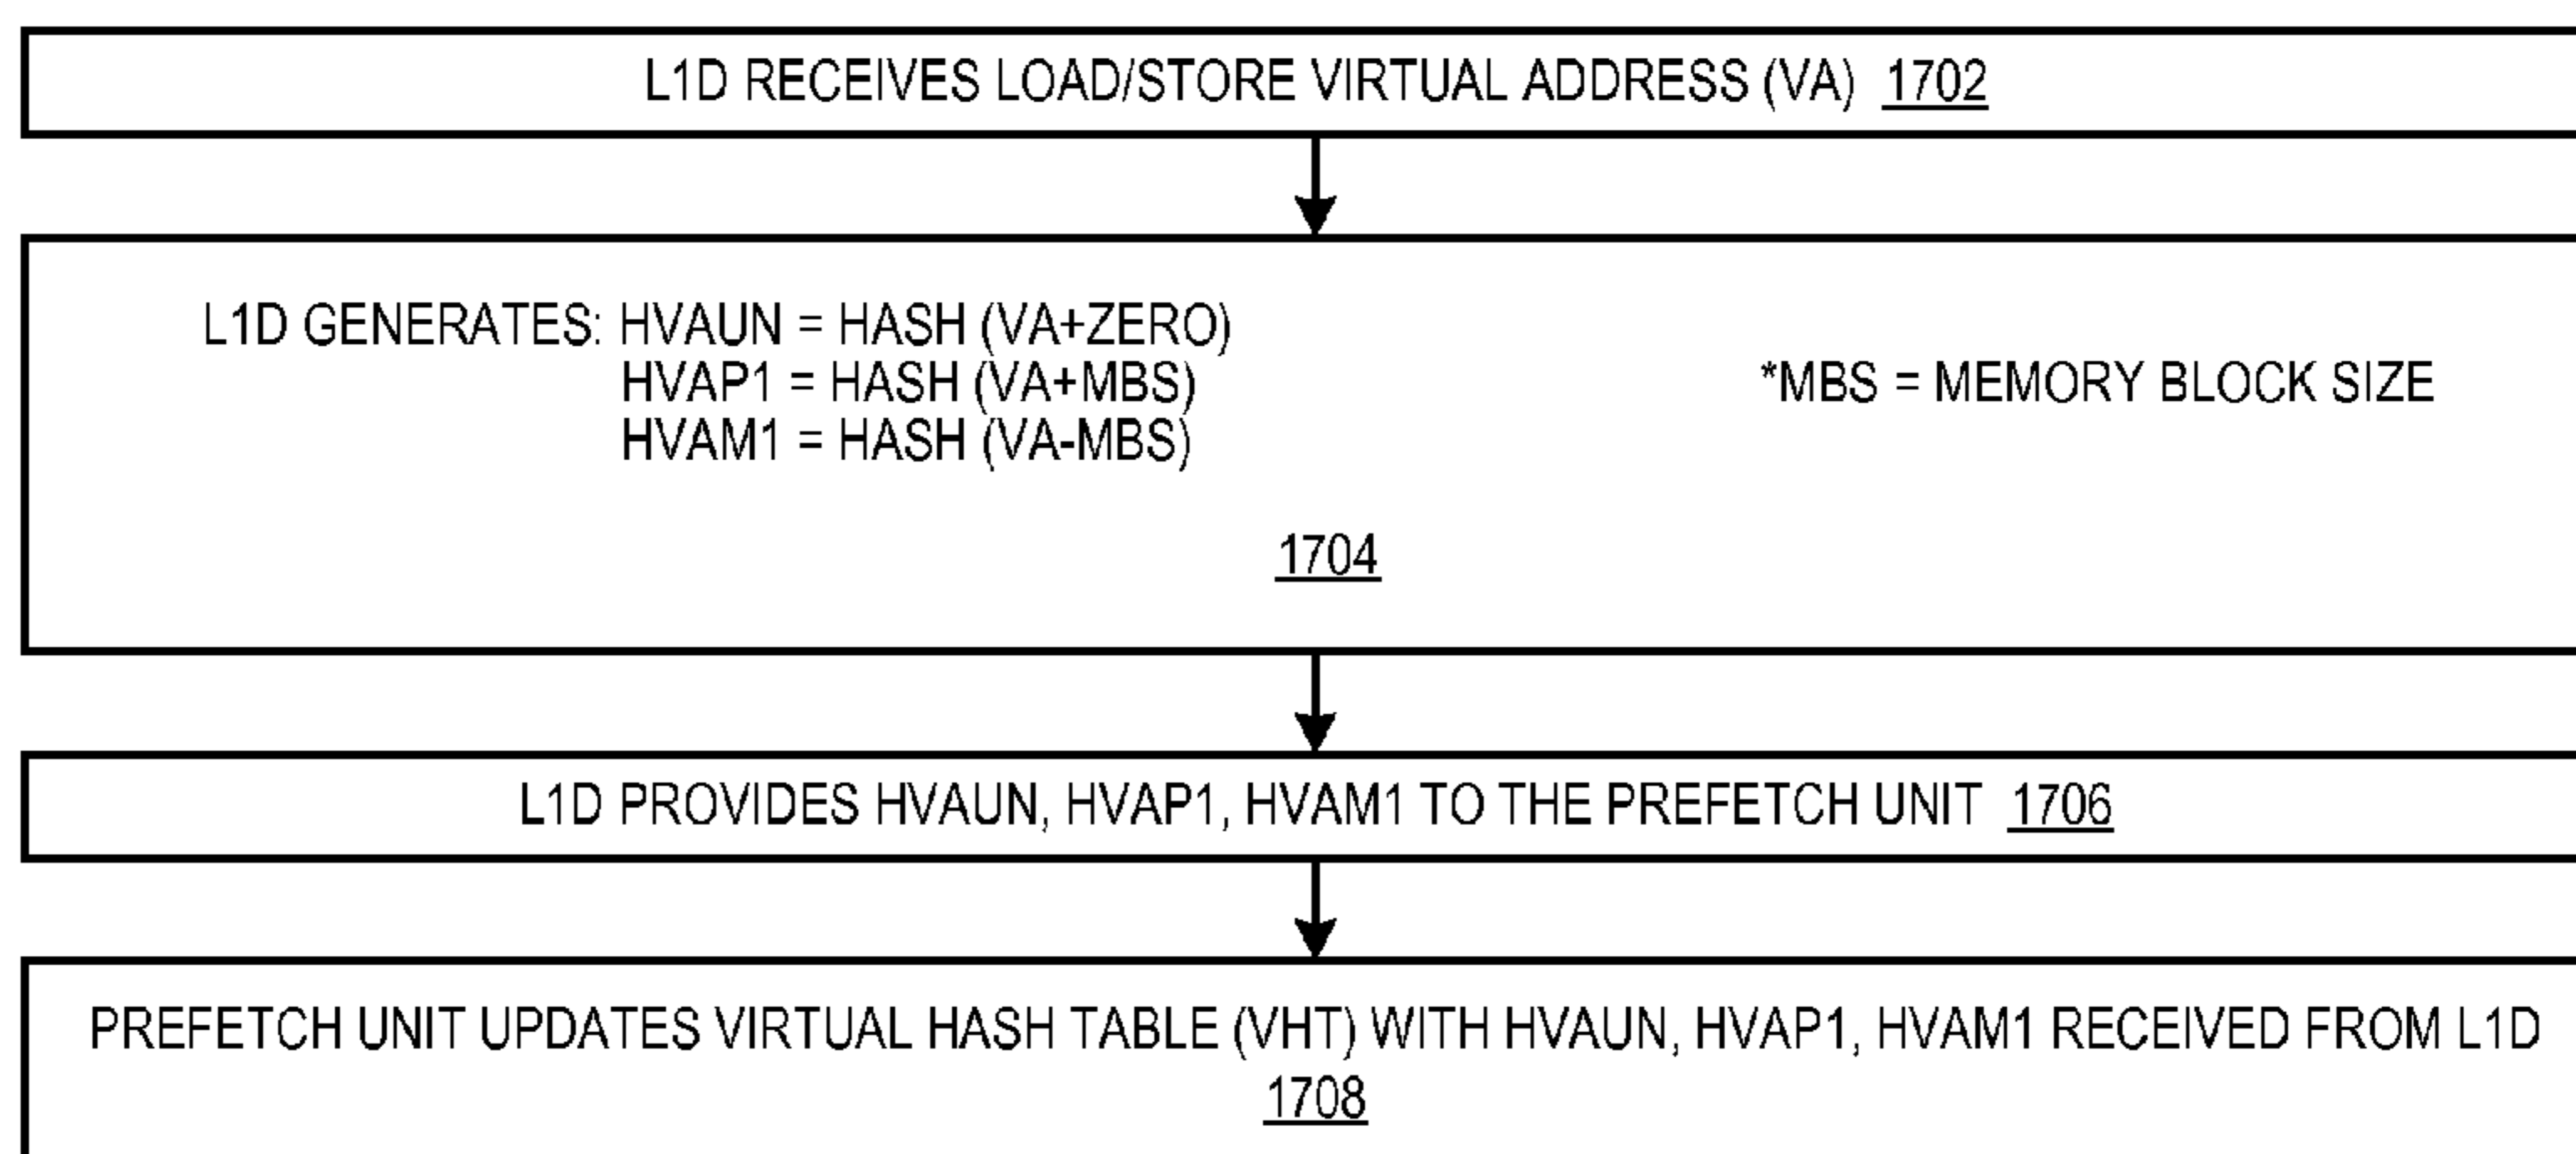 L1D RECEIVES LOAD/STORE VIRTUAL ADDRESS (VA) 1702
L1D GENERATES: HVAUN = HASH (VA+ZERO)
HVAP1 = HASH (VA+MBS)
*MBS = MEMORY BLOCK SIZE
HVAM1 = HASH (VA-MBS)
1704
L1D PROVIDES HVAUN, HVAP1, HVAM1 TO THE PREFETCH UNIT 1706
PREFETCH UNIT UPDATES VIRTUAL HASH TABLE (VHT) WITH HVAUN, HVAP1, HVAM1 RECEIVED FROM L1D
1708